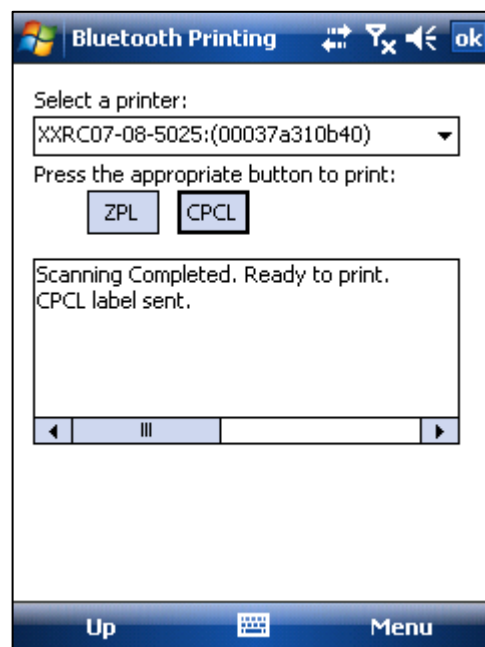 Bluetooth Printing ok
Select a printer:
XXRC07-08-5025:(00037a310b40)
Press the appropriate button to print:
ZPL CPCL
Scanning Completed. Ready to print.
CPCL label sent.
Up Menu